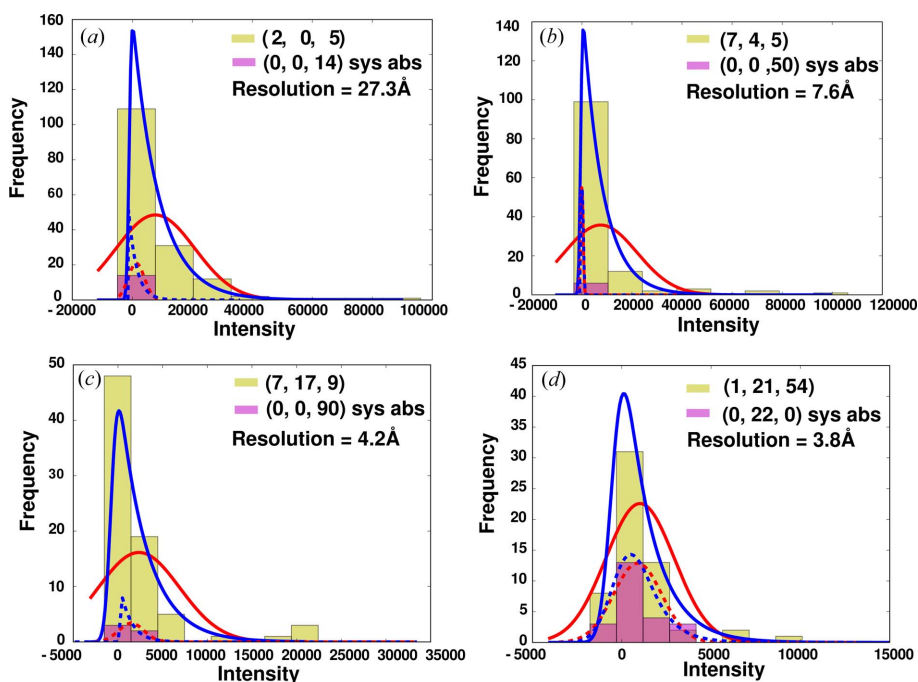 (a)
(2, 0, 5)
(0, 0, 14) sys abs
Resolution = 27.3Å
Frequency
160
140
120
100
80
60
40
20
0
-20000 0 20000 40000 60000 80000 100000
Intensity
(b)
(7, 4, 5)
(0, 0 ,50) sys abs
Resolution = 7.6Å
Frequency
140
120
100
80
60
40
20
0
-20000 0 20000 40000 60000 80000 100000 120000
Intensity
(c)
(7, 17, 9)
(0, 0, 90) sys abs
Resolution = 4.2Å
Frequency
50
40
30
20
10
0
-5000 0 5000 10000 15000 20000 25000 30000 35000
Intensity
(d)
(1, 21, 54)
(0, 22, 0) sys abs
Resolution = 3.8Å
Frequency
45
40
35
30
25
20
15
10
5
0
-5000 0 5000 10000 15000
Intensity